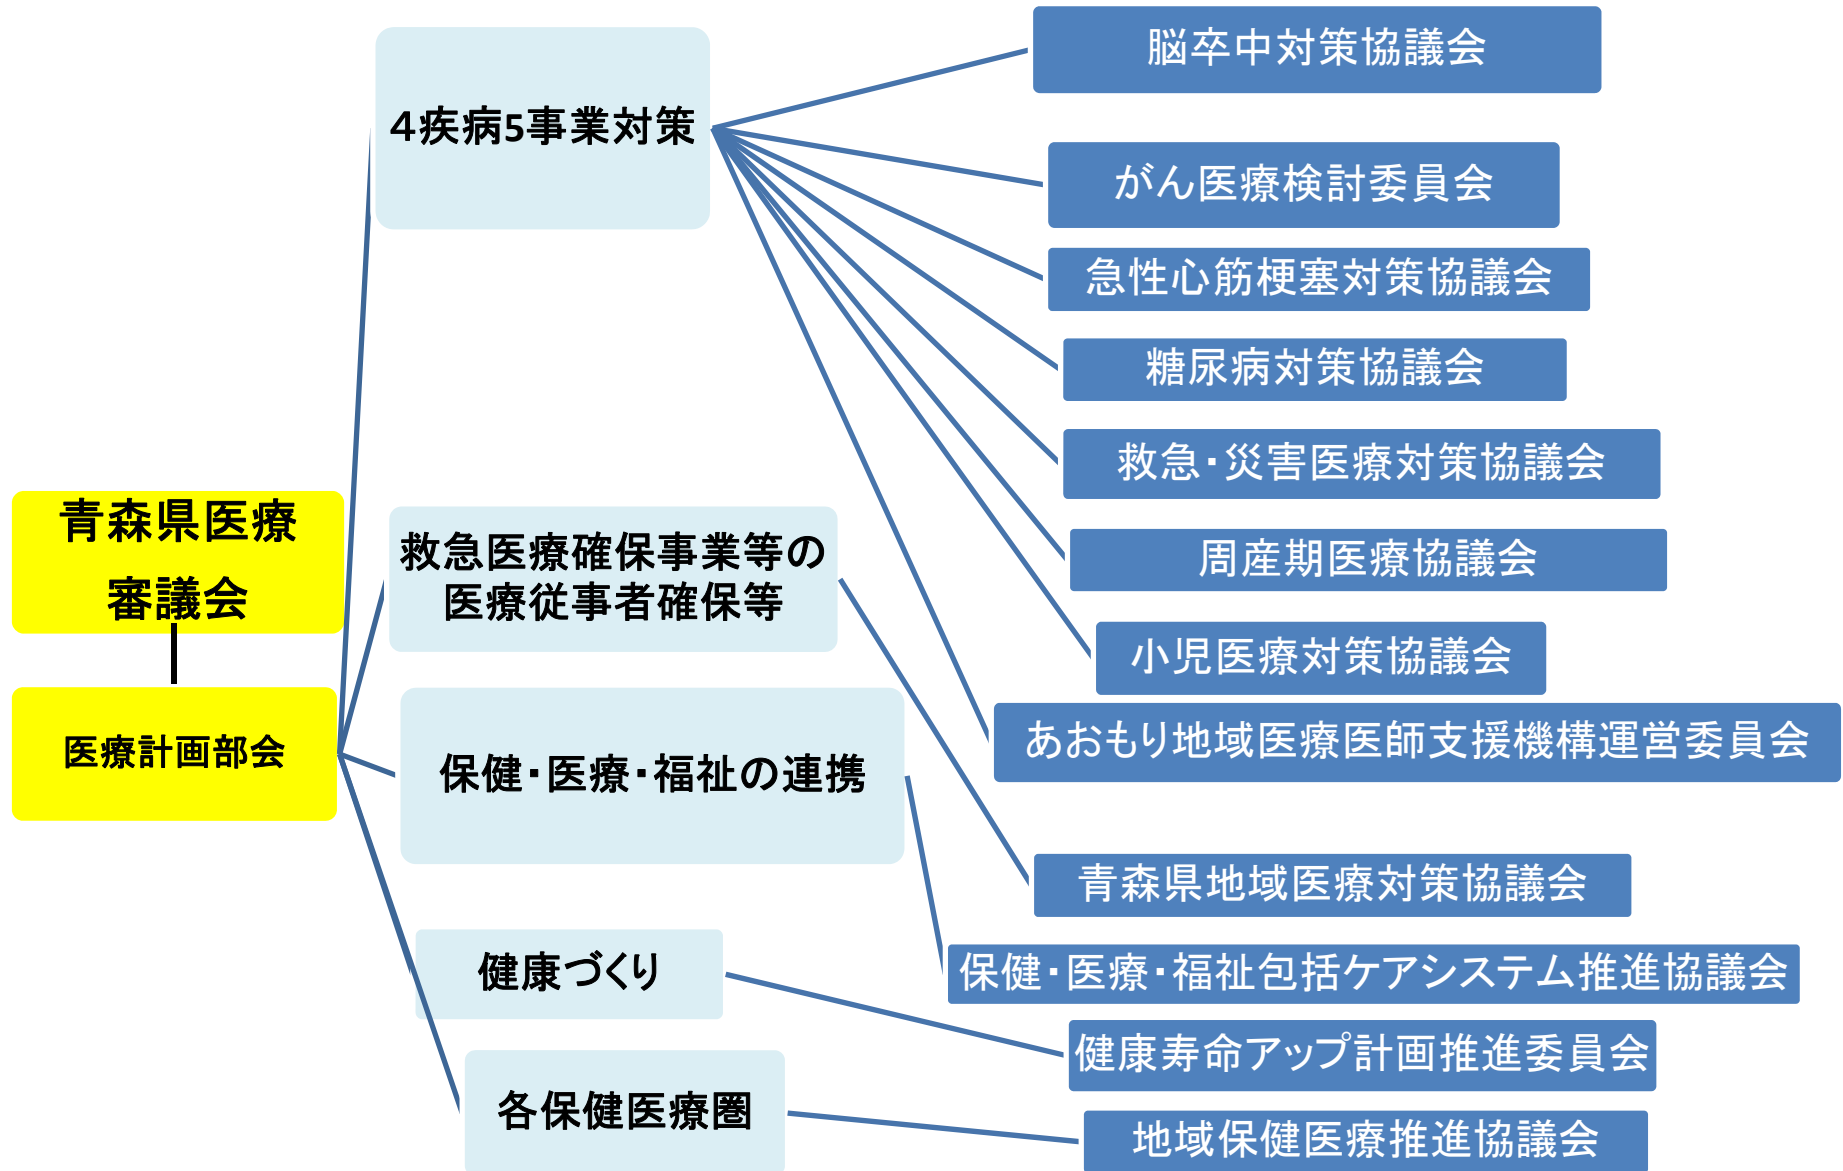 青森県医療
審議会
医療計画部会
４疾病5事業対策
救急医療確保事業等の
医療従事者確保等
保健・医療・福祉の連携
健康づくり
各保健医療圏
脳卒中対策協議会
がん医療検討委員会
急性心筋梗塞対策協議会
糖尿病対策協議会
救急・災害医療対策協議会
周産期医療協議会
小児医療対策協議会
あおもり地域医療医師支援機構運営委員会
青森県地域医療対策協議会
保健・医療・福祉包括ケアシステム推進協議会
健康寿命アップ計画推進委員会
地域保健医療推進協議会